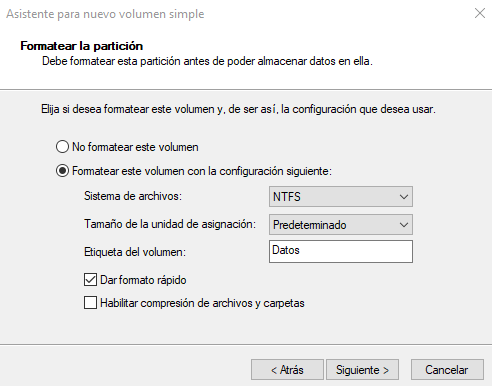 Asistente para nuevo volumen simple
Formatear la partición
Debe formatear esta partición antes de poder almacenar datos en ella.
Elija si desea formatear este volumen y, de ser así, la configuración que desea usar.
No formatear este volumen
Formatear este volumen con la configuración siguiente:
Sistema de archivos: NTFS
Tamaño de la unidad de asignación: Predeterminado
Etiqueta del volumen: Datos
Dar formato rápido
Habilitar compresión de archivos y carpetas
< Atrás Siguiente > Cancelar